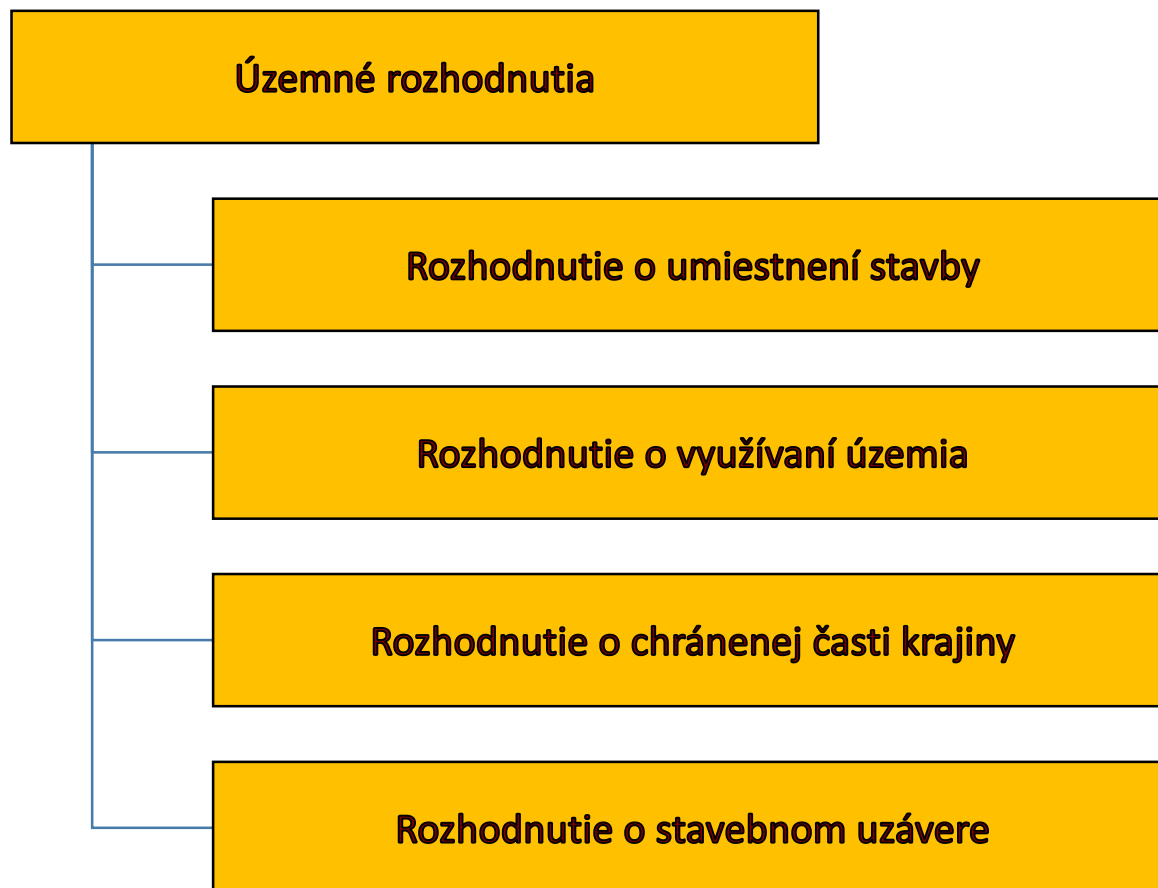 Územné rozhodnutia
Rozhodnutie o umiestnení stavby
Rozhodnutie o využívaní územia
Rozhodnutie o chránenej časti krajiny
Rozhodnutie o stavebnom uzávere